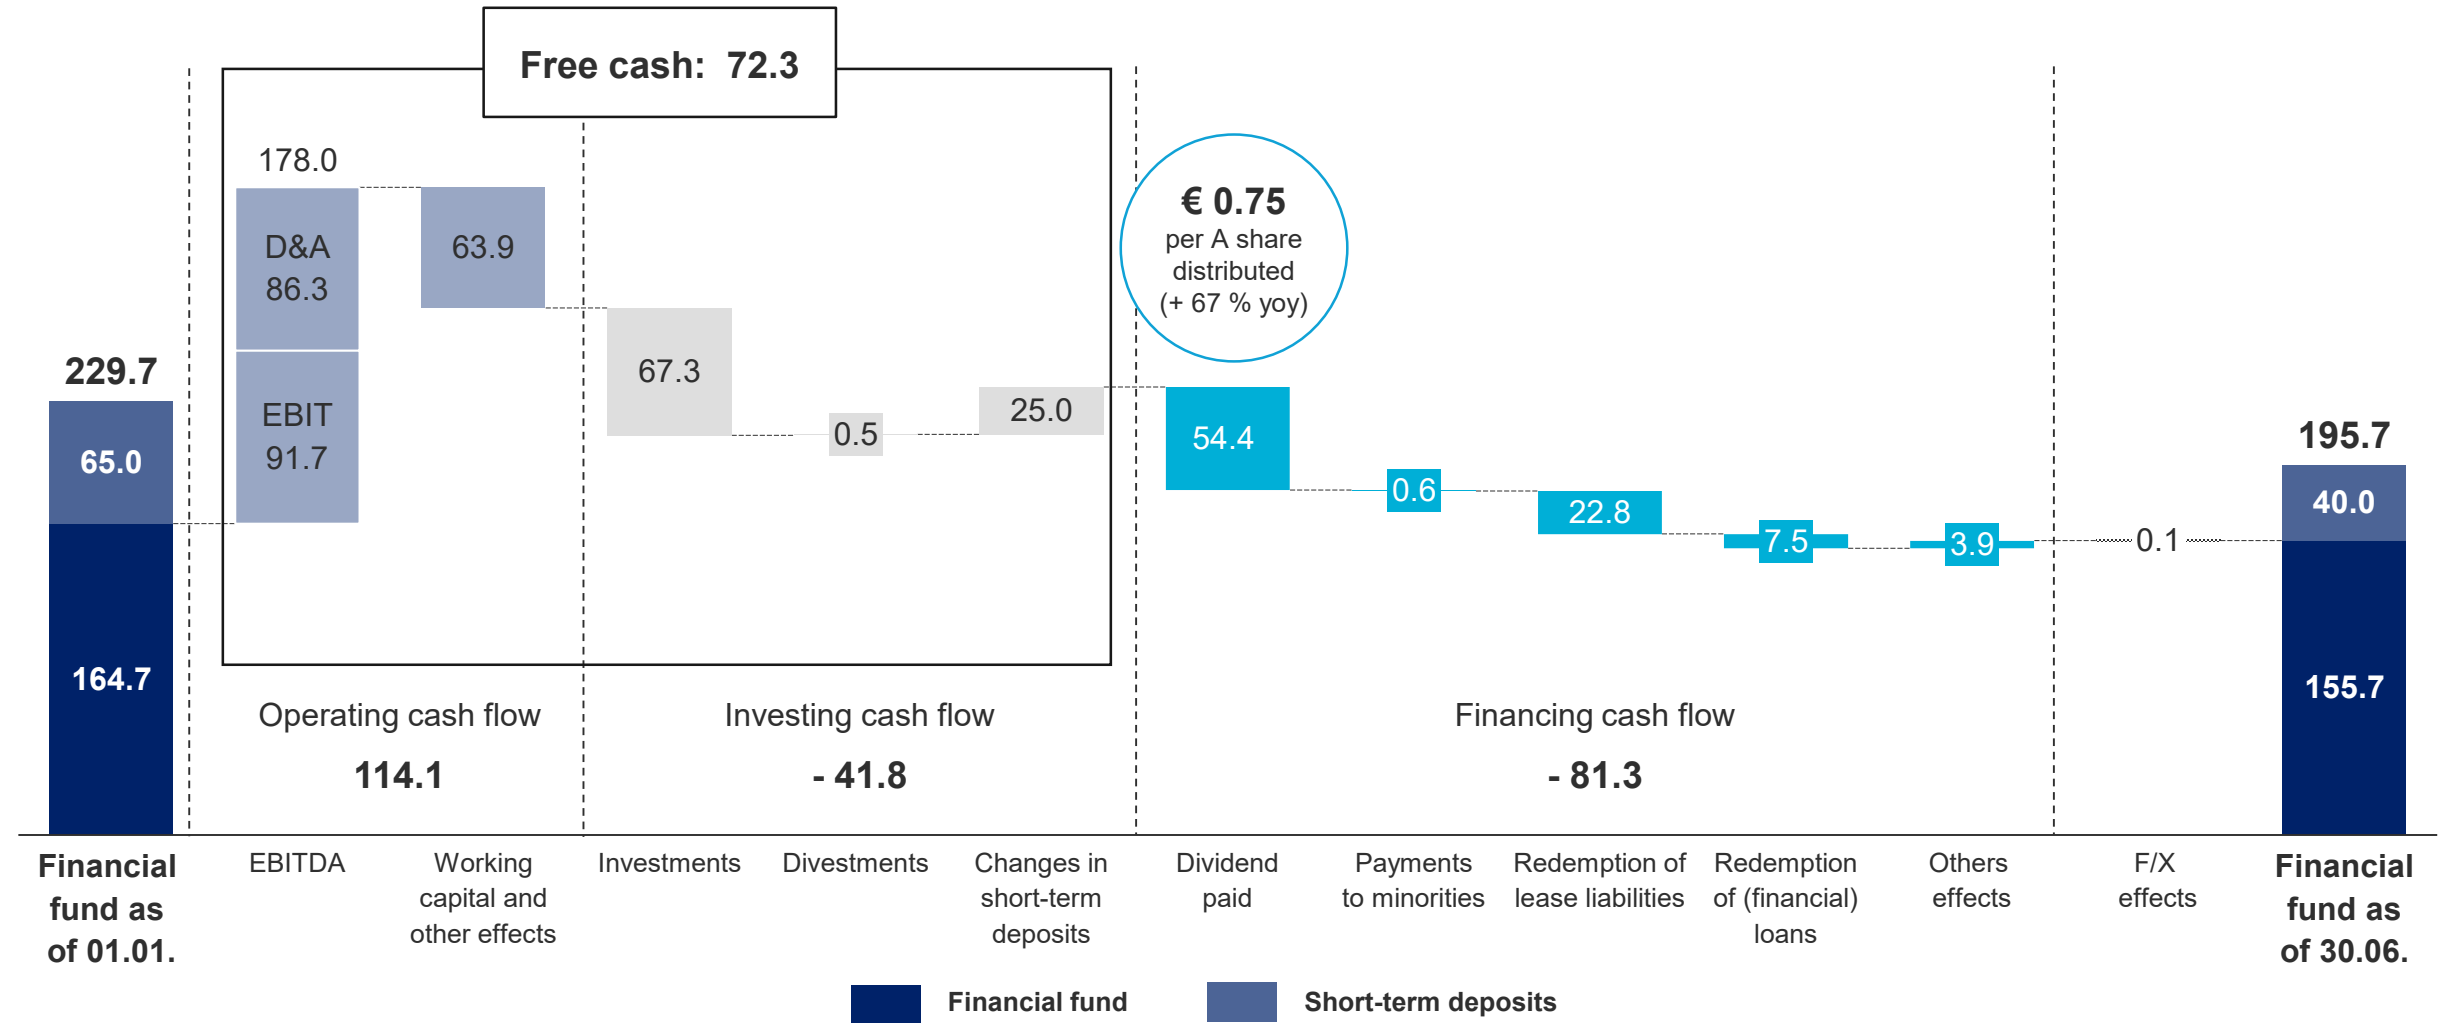 Free cash: 72.3
178.0
D&A
86.3
EBIT
91.7
63.9
67.3
0.5
25.0
€ 0.75
per A share
distributed
(+ 67 % yoy)
54.4
0.6
22.8
7.5
3.9
0.1
229.7
65.0
164.7
195.7
40.0
155.7
Operating cash flow
114.1
Investing cash flow
- 41.8
Financing cash flow
- 81.3
Financial
fund as
of 01.01.
EBITDA
Working
capital and
other effects
Investments
Divestments
Changes in
short-term
deposits
Dividend
paid
Payments
to minorities
Redemption of
lease liabilities
Redemption
of (financial)
loans
Others
effects
F/X
effects
Financial
fund as
of 30.06.
Financial fund
Short-term deposits